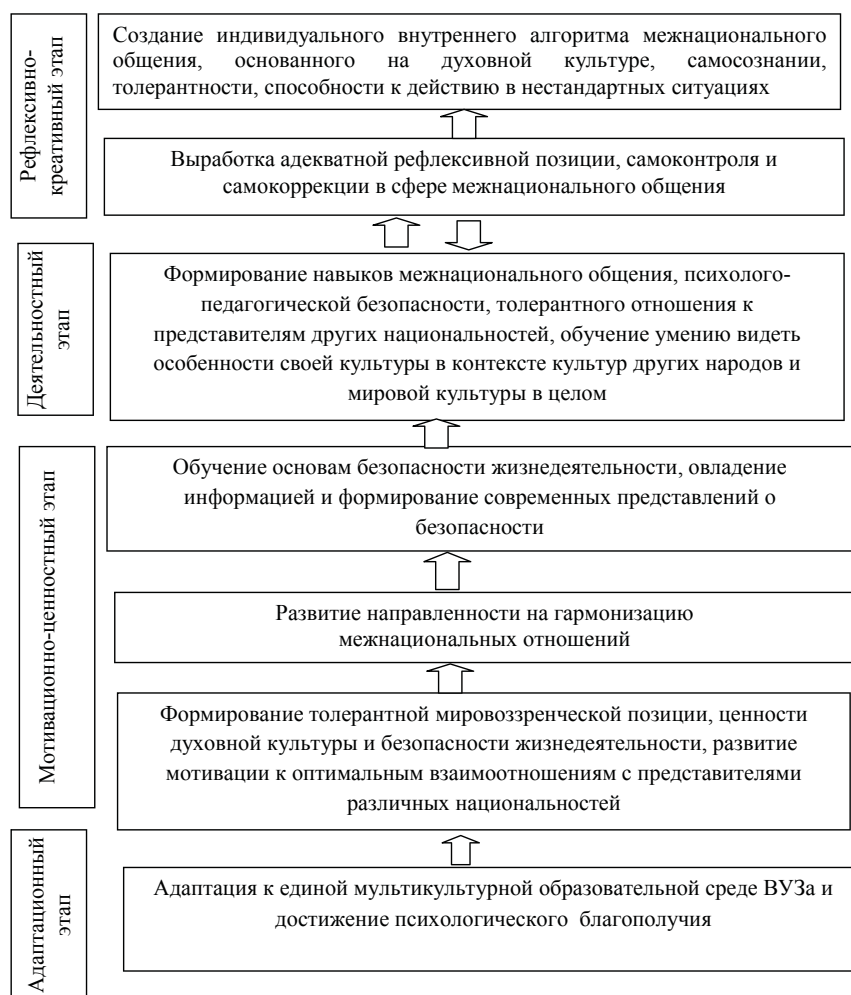 Рефлексивно-
креативный этап
Создание индивидуального внутреннего алгоритма межнационального
общения, основанного на духовной культуре, самосознании,
толерантности, способности к действию в нестандартных ситуациях
Выработка адекватной рефлексивной позиции, самоконтроля и
самокоррекции в сфере межнационального общения
Деятельностный
этап
Формирование навыков межнационального общения, психолого-
педагогической безопасности, толерантного отношения к
представителям других национальностей, обучение умению видеть
особенности своей культуры в контексте культур других народов и
мировой культуры в целом
Мотивационно-ценностный этап
Обучение основам безопасности жизнедеятельности, овладение
информацией и формирование современных представлений о
безопасности
Развитие направленности на гармонизацию
межнациональных отношений
Формирование толерантной мировоззренческой позиции, ценности
духовной культуры и безопасности жизнедеятельности, развитие
мотивации к оптимальным взаимоотношениям с представителями
различных национальностей
Адаптационный
этап
Адаптация к единой мультикультурной образовательной среде ВУЗа и
достижение психологического благополучия